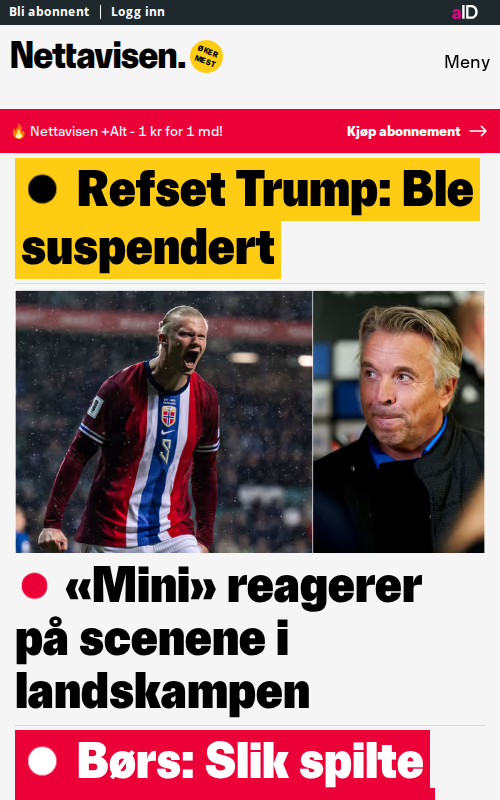 Bli abonnent | Logg inn
aID
Nettavisen.
ØKER
MEST
Meny
🔥 Nettavisen +Alt - 1 kr for 1 md!
Kjøp abonnement →
Refset Trump: Ble
suspendert
«Mini» reagerer
på scenene i
landskampen
Børs: Slik spilte